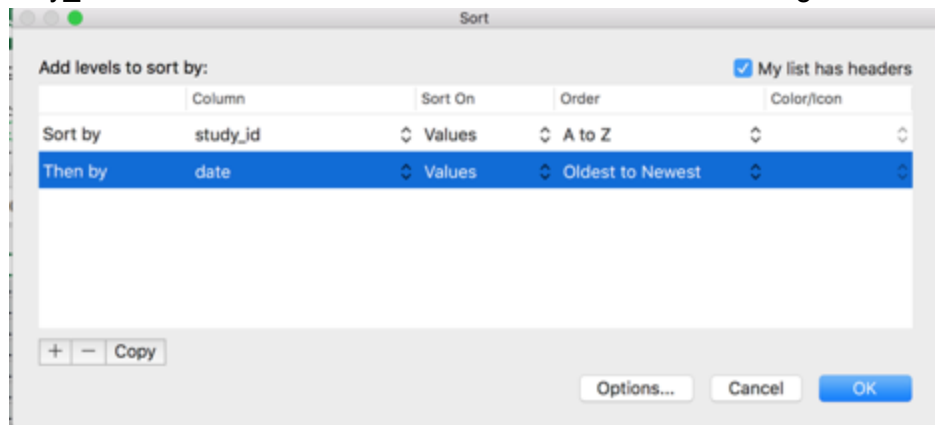 Sort
Add levels to sort by:
My list has headers
Column Sort On Order Color/Icon
Sort by study_id Values A to Z
Then by date Values Oldest to Newest
+ − Copy
Options... Cancel OK